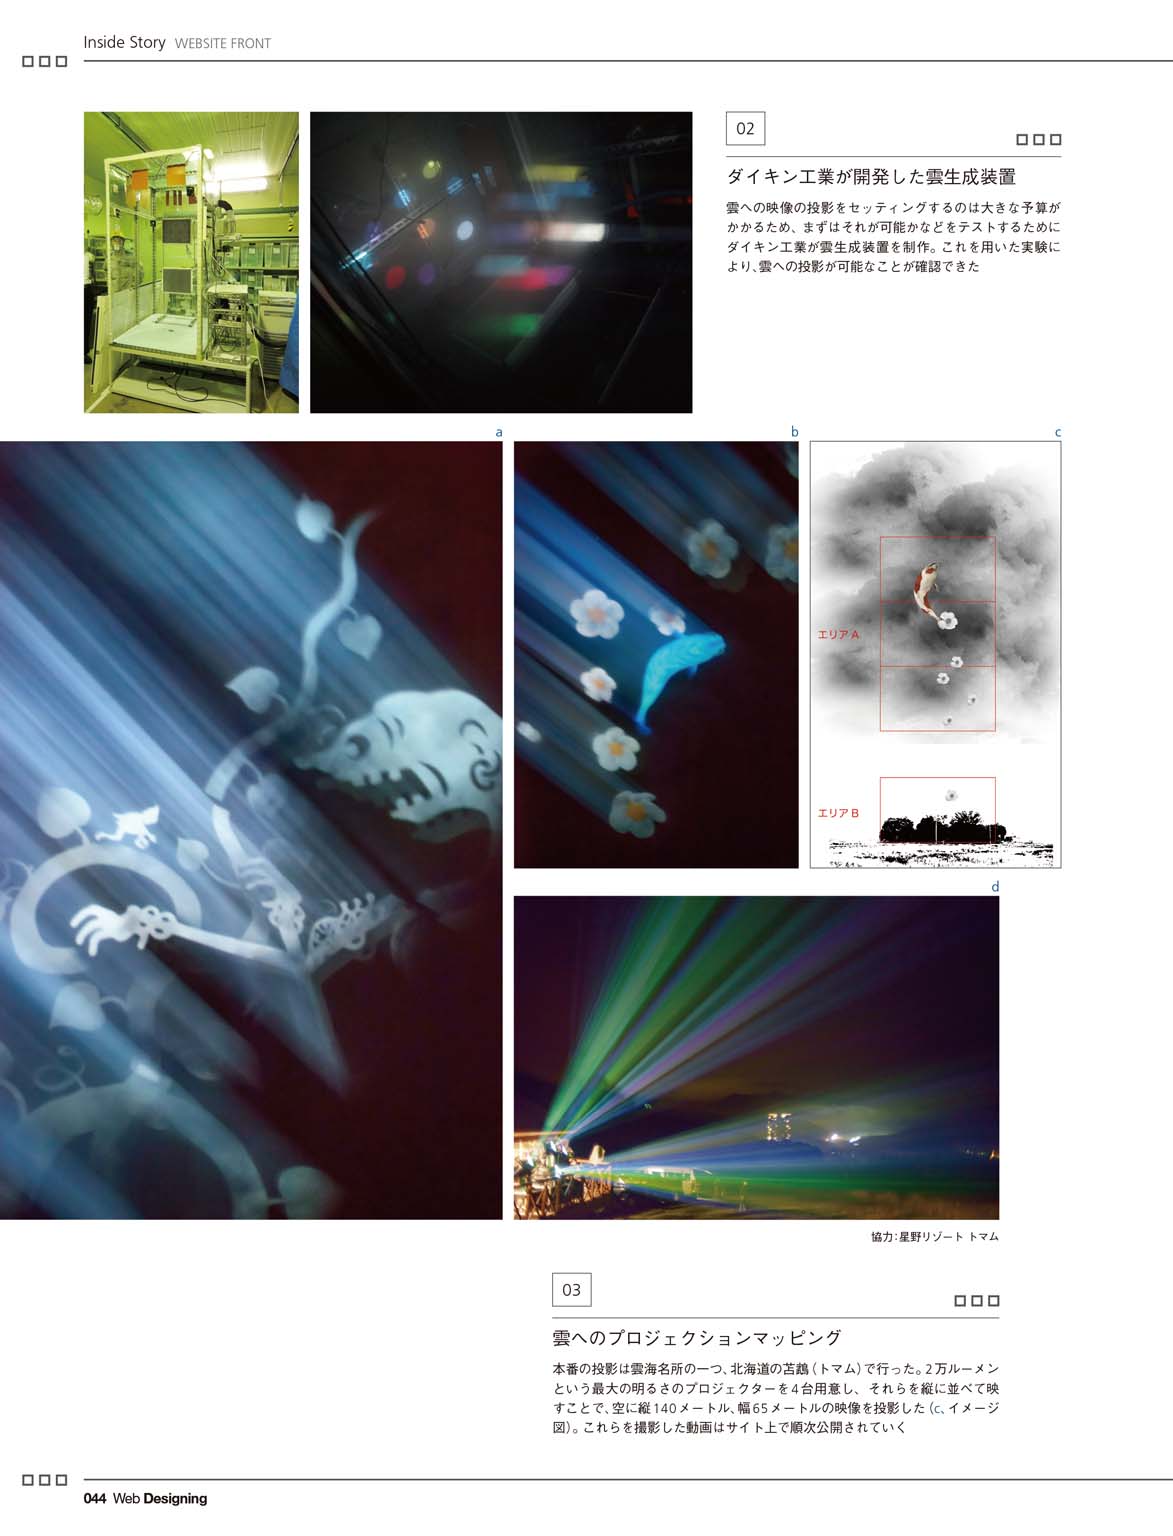 Inside Story WEBSITE FRONT
02
ダイキン工業が開発した雲生成装置
雲への映像の投影をセッティングするのは大きな予算が
かかるため、まずはそれが可能かなどをテストするために
ダイキン工業が雲生成装置を制作。これを用いた実験に
より、雲への投影が可能なことが確認できた
a
b
c
エリアA
エリアB
d
協力：星野リゾート トマム
03
雲へのプロジェクションマッピング
本番の投影は雲海名所の一つ、北海道の苫鵡（トマム）で行った。2万ルーメン
という最大の明るさのプロジェクターを4台用意し、それらを縦に並べて映
すことで、空に縦140メートル、幅65メートルの映像を投影した（c、イメージ
図）。これらを撮影した動画はサイト上で順次公開されていく
044 Web Designing